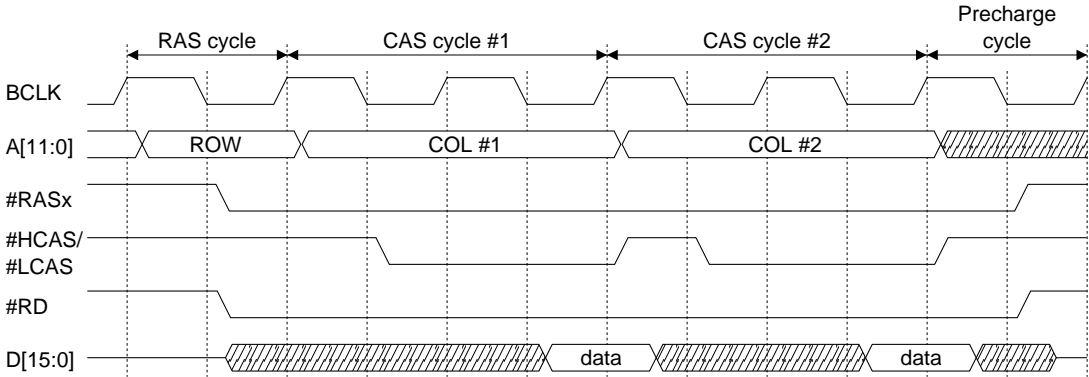 Precharge
RAS cycle CAS cycle #1 CAS cycle #2 cycle
BCLK
A[11:0] ROW COL #1 COL #2
#RASx
#HCAS/
#LCAS
#RD
D[15:0] data data